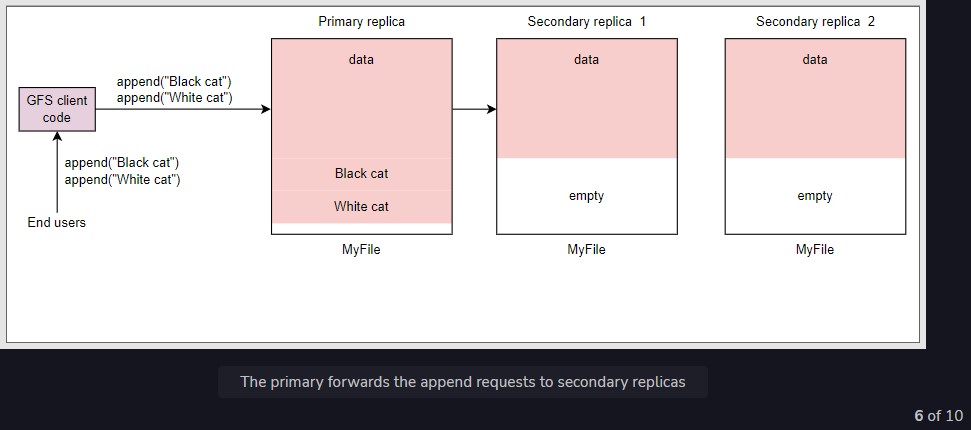 Primary replica
Secondary replica 1
Secondary replica 2
data
data
data
append("Black cat")
append("White cat")
GFS client
code
append("Black cat")
append("White cat")
Black cat
White cat
empty
empty
End users
MyFile
MyFile
MyFile
The primary forwards the append requests to secondary replicas
6 of 10